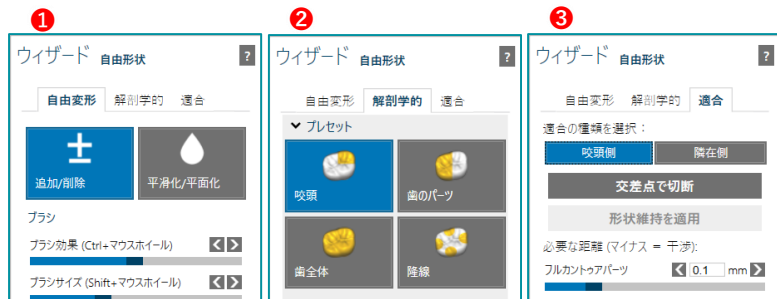 ❶
ウィザード 自由形状 ?
自由変形 解剖学的 適合
追加/削除 平滑化/平面化
ブラシ
ブラシ効果 (Ctrl+マウスホイール)
ブラシサイズ (Shift+マウスホイール)
❷
ウィザード 自由形状 ?
自由変形 解剖学的 適合
プレセット
咬頭 歯のパーツ
歯全体 隆線
❸
ウィザード 自由形状 ?
自由変形 解剖学的 適合
適合の種類を選択：
咬頭側 隣在側
交差点で切断
形状維持を適用
必要な距離 (マイナス = 干渉):
フルカントゥアパーツ 0.1 mm